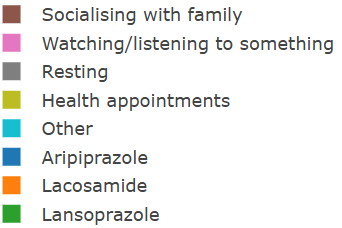 Socialising with family
Watching/listening to something
Resting
Health appointments
Other
Aripiprazole
Lacosamide
Lansoprazole